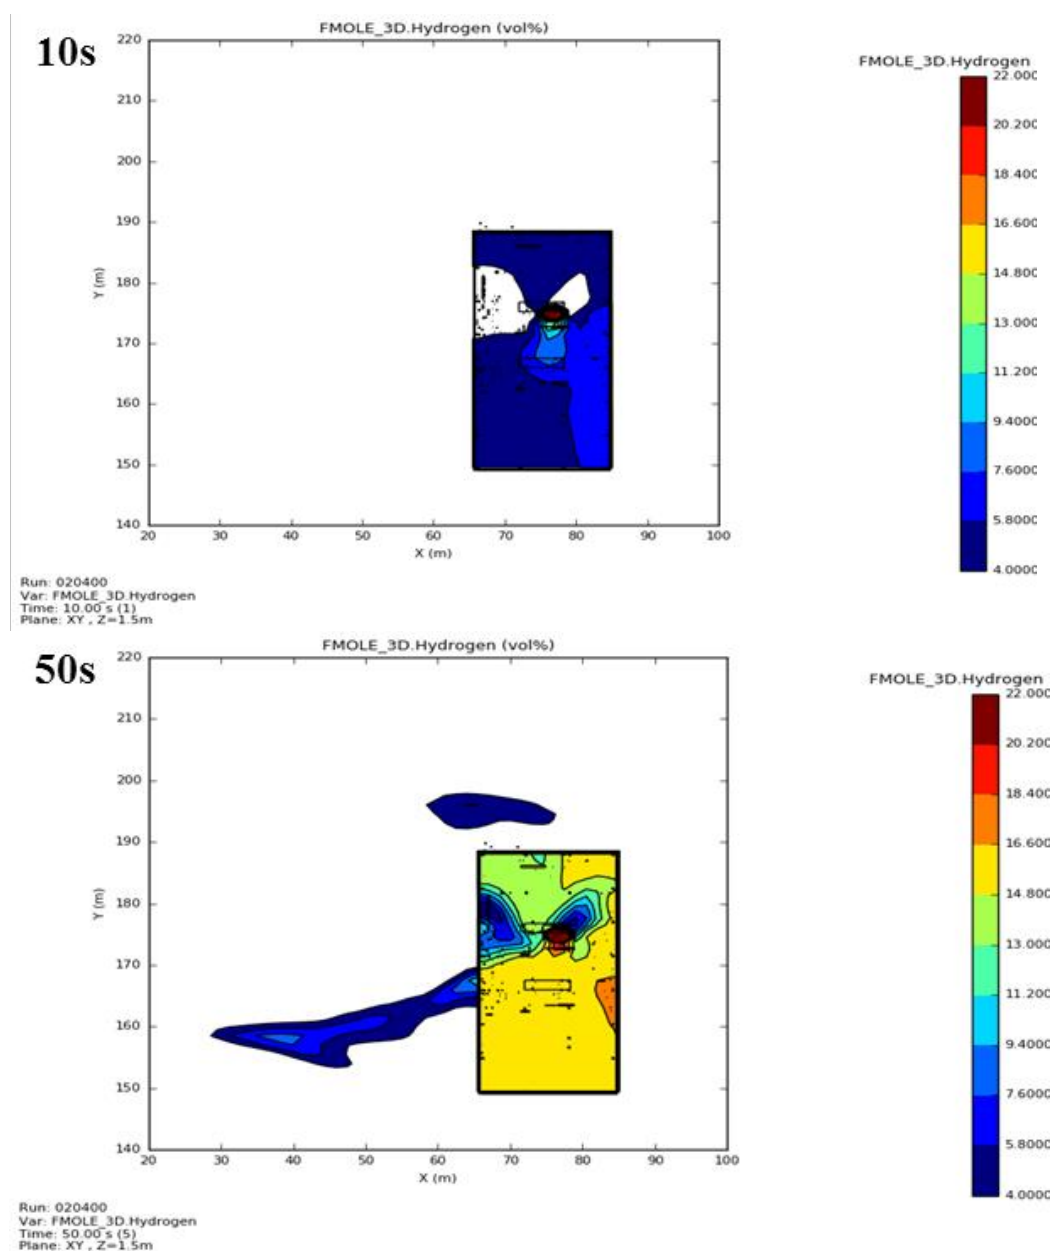 10s
FMOLE_3D.Hydrogen (vol%)
220
210
200
190
180
170
160
150
140
Y (m)
20 30 40 50 60 70 80 90 100
X (m)
FMOLE_3D.Hydrogen
22.000
20.200
18.400
16.600
14.800
13.000
11.200
9.4000
7.6000
5.8000
4.0000
Run: 020400
Var: FMOLE_3D.Hydrogen
Time: 10.00 s (1)
Plane: XY , Z=1.5m
50s
FMOLE_3D.Hydrogen (vol%)
220
210
200
190
180
170
160
150
140
Y (m)
20 30 40 50 60 70 80 90 100
X (m)
FMOLE_3D.Hydrogen
22.000
20.200
18.400
16.600
14.800
13.000
11.200
9.4000
7.6000
5.8000
4.0000
Run: 020400
Var: FMOLE_3D.Hydrogen
Time: 50.00 s (5)
Plane: XY , Z=1.5m